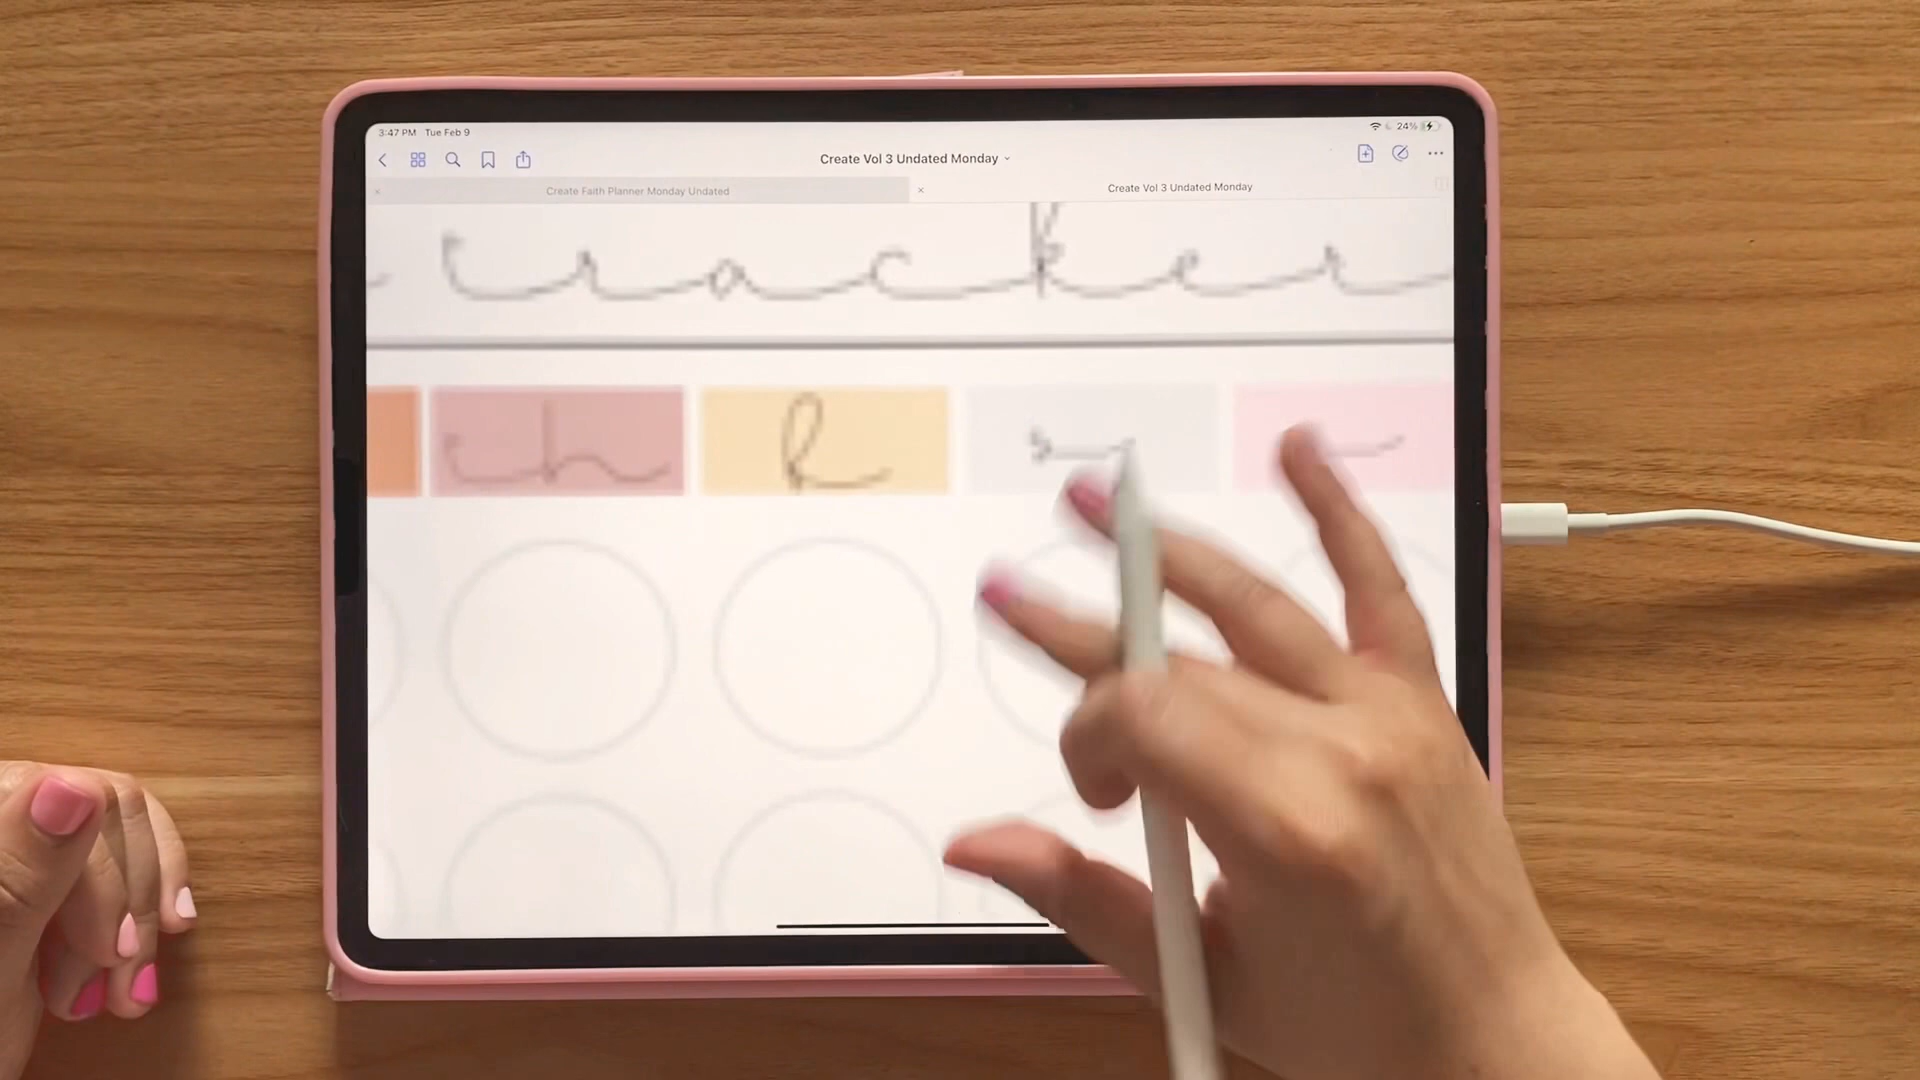 3:47 PM Tue Feb 9
24%
Create Vol 3 Undated Monday
Create Faith Planner Monday Undated
Create Vol 3 Undated Monday
tracker
th f s